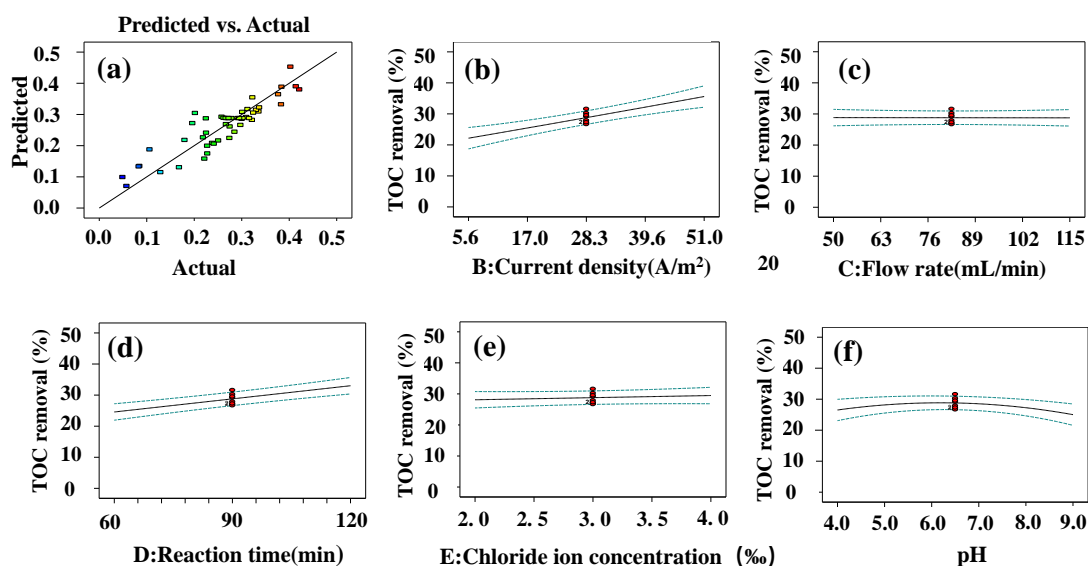 Predicted vs. Actual
(a)
Predicted
0.5
0.4
0.3
0.2
0.1
0.0
0.0 0.1 0.2 0.3 0.4 0.5
Actual
(b)
TOC removal (%)
50
40
30
20
10
0
2
5.6 17.0 28.3 39.6 51.0
B:Current density(A/m²)
(c)
TOC removal (%)
50
40
30
20
10
0
2
50 63 76 89 102 115
20
C:Flow rate(mL/min)
(d)
TOC removal (%)
50
40
30
20
10
0
2
60 90 120
D:Reaction time(min)
(e)
TOC removal (%)
50
40
30
20
10
0
2
2.0 2.5 3.0 3.5 4.0
E:Chloride ion concentration (‰)
(f)
TOC removal (%)
50
40
30
20
10
0
2
4.0 5.0 6.0 7.0 8.0 9.0
pH